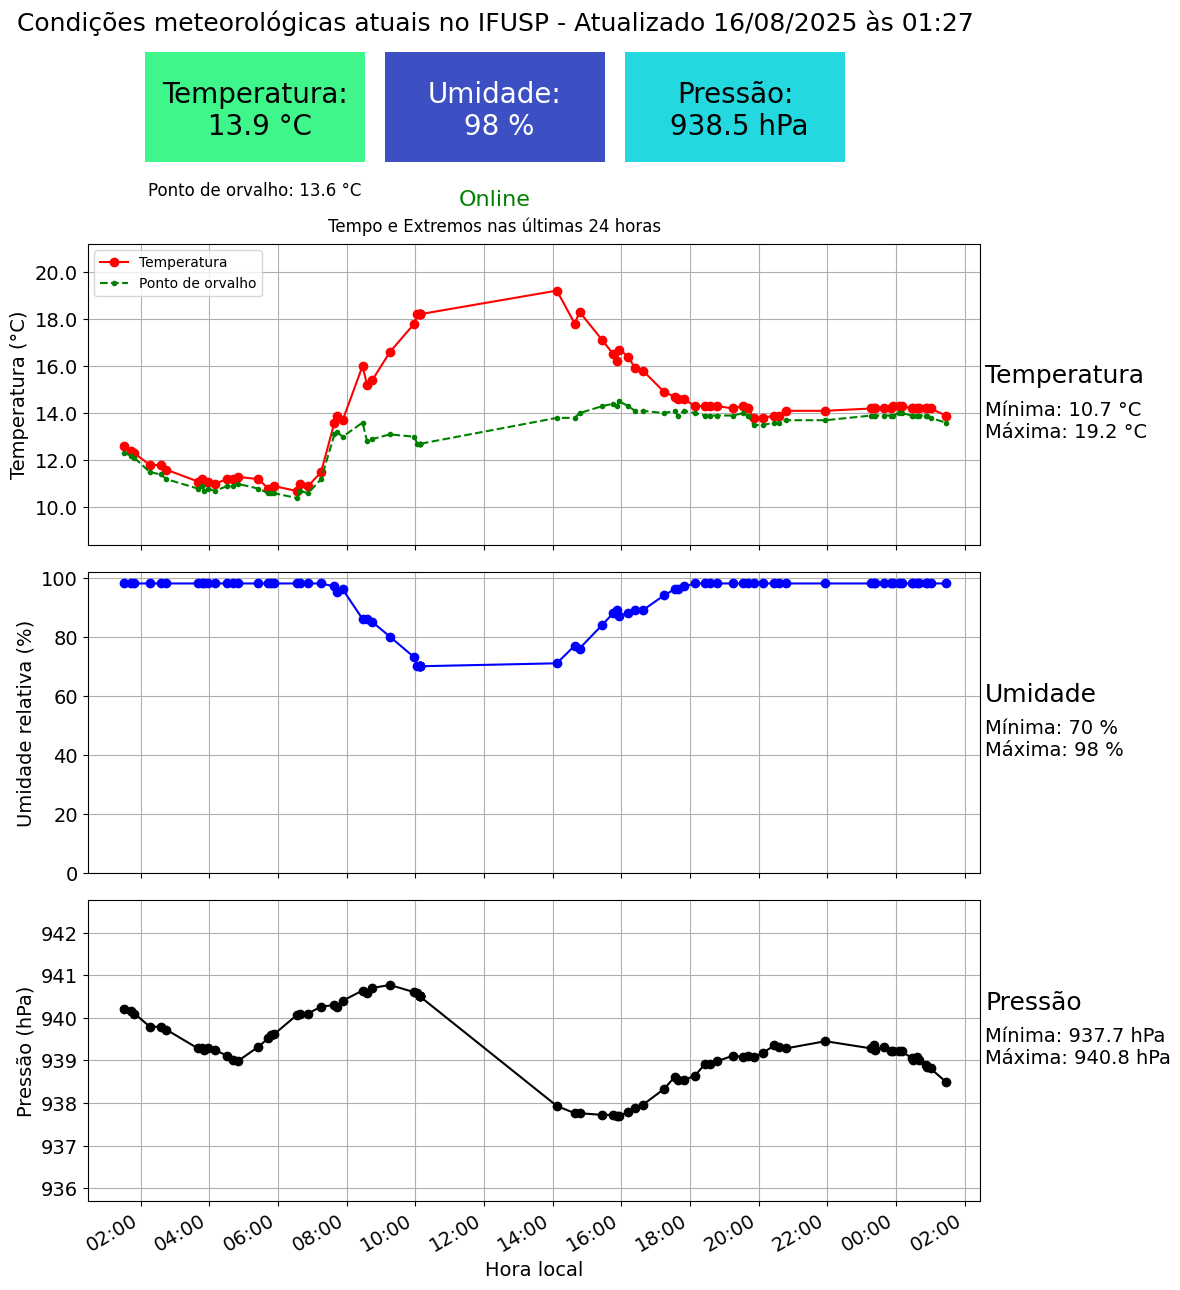 Condições meteorológicas atuais no IFUSP - Atualizado 16/08/2025 às 01:27
Temperatura:
13.9 °C
Umidade:
98 %
Pressão:
938.5 hPa
Ponto de orvalho: 13.6 °C
Online
Tempo e Extremos nas últimas 24 horas
Temperatura
Ponto de orvalho
Temperatura (°C)
20.0
18.0
16.0
14.0
12.0
10.0
Temperatura
Mínima: 10.7 °C
Máxima: 19.2 °C
Umidade relativa (%)
100
80
60
40
20
0
Umidade
Mínima: 70 %
Máxima: 98 %
Pressão (hPa)
942
941
940
939
938
937
936
Pressão
Mínima: 937.7 hPa
Máxima: 940.8 hPa
02:00 04:00 06:00 08:00 10:00 12:00 14:00 16:00 18:00 20:00 22:00 00:00 02:00
Hora local